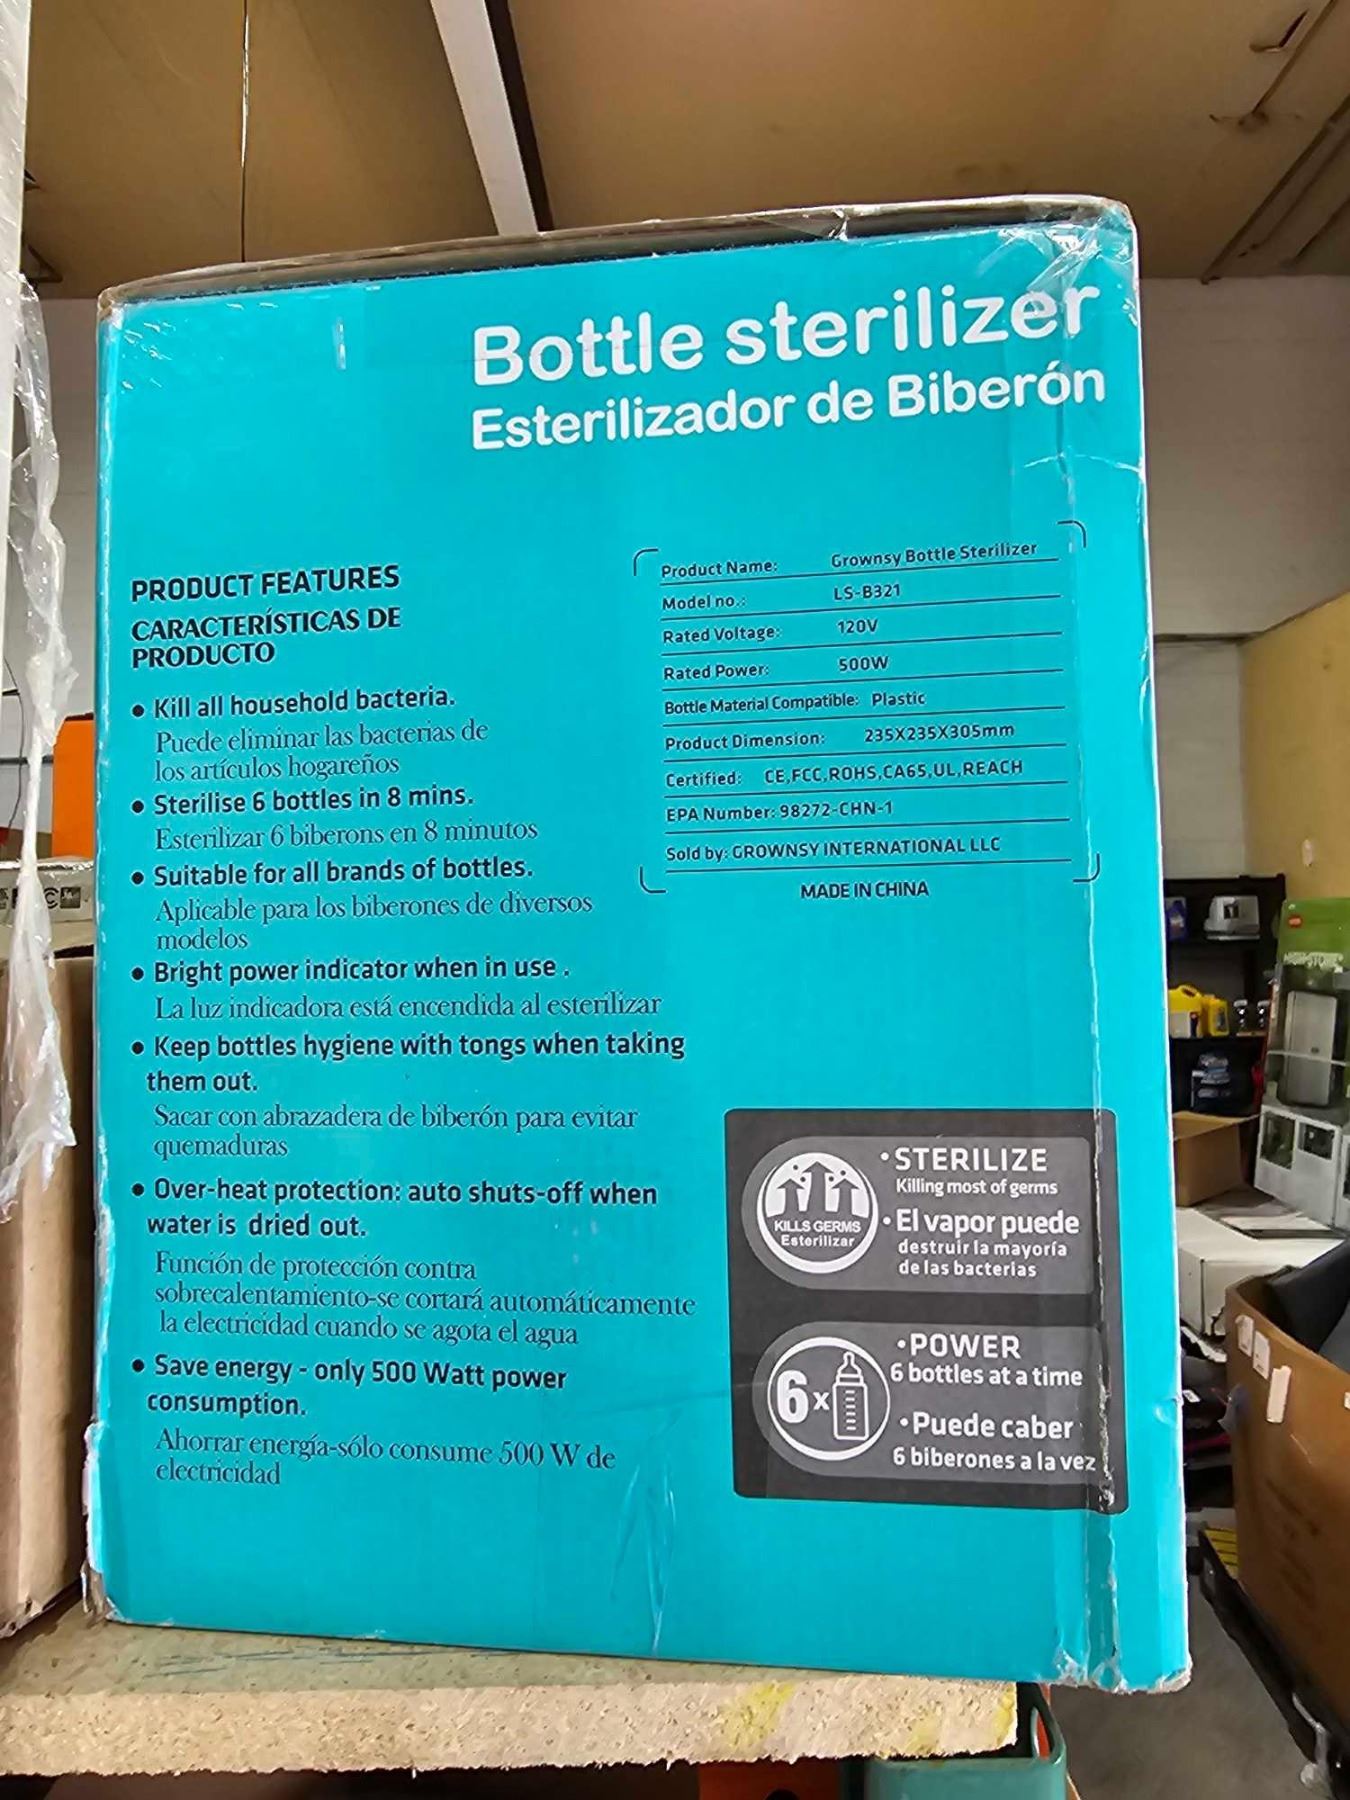 Bottle sterilizer
Esterilizador de Biberón
PRODUCT FEATURES
CARACTERÍSTICAS DE
PRODUCTO
• Kill all household bacteria.
Puede eliminar las bacterias de
los artículos hogareños
• Sterilise 6 bottles in 8 mins.
Esterilizar 6 biberons en 8 minutos
• Suitable for all brands of bottles.
Aplicable para los biberones de diversos
modelos
• Bright power indicator when in use .
La luz indicadora está encendida al esterilizar
• Keep bottles hygiene with tongs when taking
them out.
Sacar con abrazadera de biberón para evitar
quemaduras
• Over-heat protection: auto shuts-off when
water is dried out.
Función de protección contra
sobrecalentamiento-se cortará automáticamente
la electricidad cuando se agota el agua
• Save energy - only 500 Watt power
consumption.
Ahorrar energía-sólo consume 500 W de
electricidad
Product Name: Grownsy Bottle Sterilizer
Model no.: LS-B321
Rated Voltage: 120V
Rated Power: 500W
Bottle Material Compatible: Plastic
Product Dimension: 235X235X305mm
Certified: CE,FCC,ROHS,CA65,UL,REACH
EPA Number: 98272-CHN-1
Sold by: GROWNSY INTERNATIONAL LLC
MADE IN CHINA
KILLS GERMS
Esterilizar
• STERILIZE
Killing most of germs
• El vapor puede
destruir la mayoría
de las bacterias
6x
• POWER
6 bottles at a time
• Puede caber
6 biberones a la vez